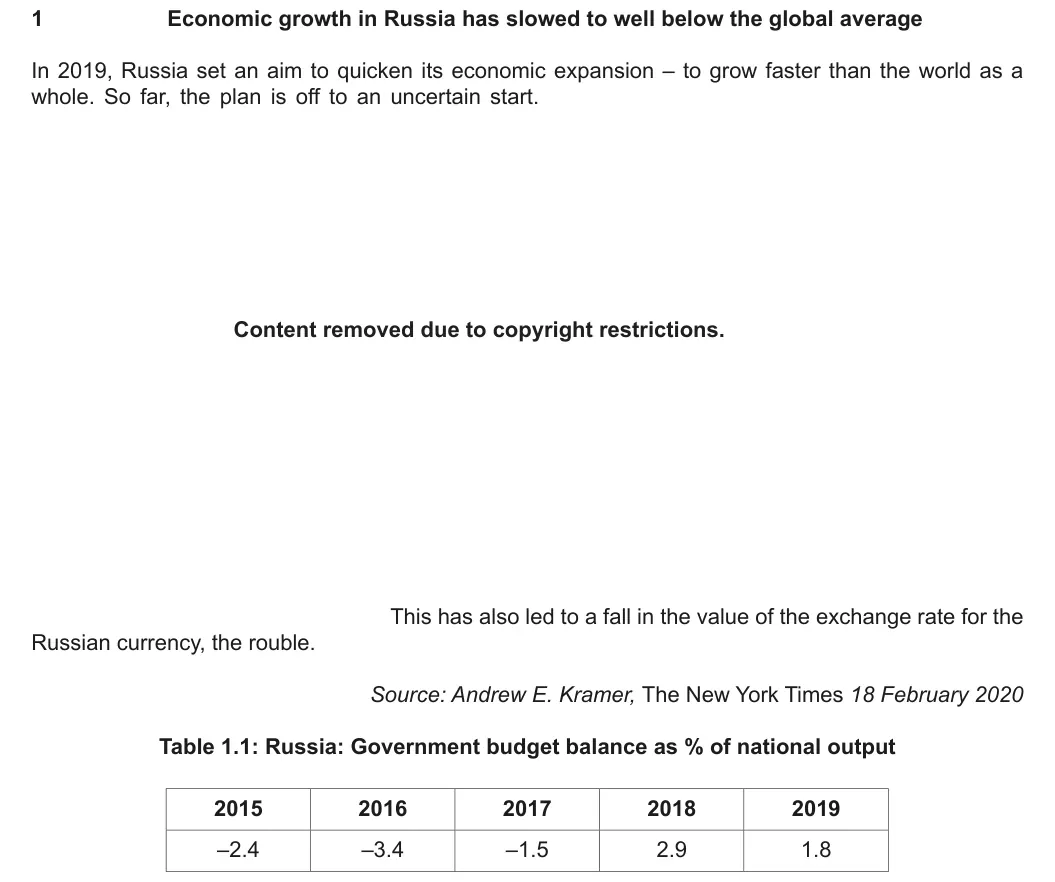 1 Economic growth in Russia has slowed to well below the global average
In 2019, Russia set an aim to quicken its economic expansion – to grow faster than the world as a
whole. So far, the plan is off to an uncertain start.
Content removed due to copyright restrictions.
This has also led to a fall in the value of the exchange rate for the
Russian currency, the rouble.
Source: Andrew E. Kramer, The New York Times 18 February 2020
Table 1.1: Russia: Government budget balance as % of national output
2015 2016 2017 2018 2019
–2.4 –3.4 –1.5 2.9 1.8